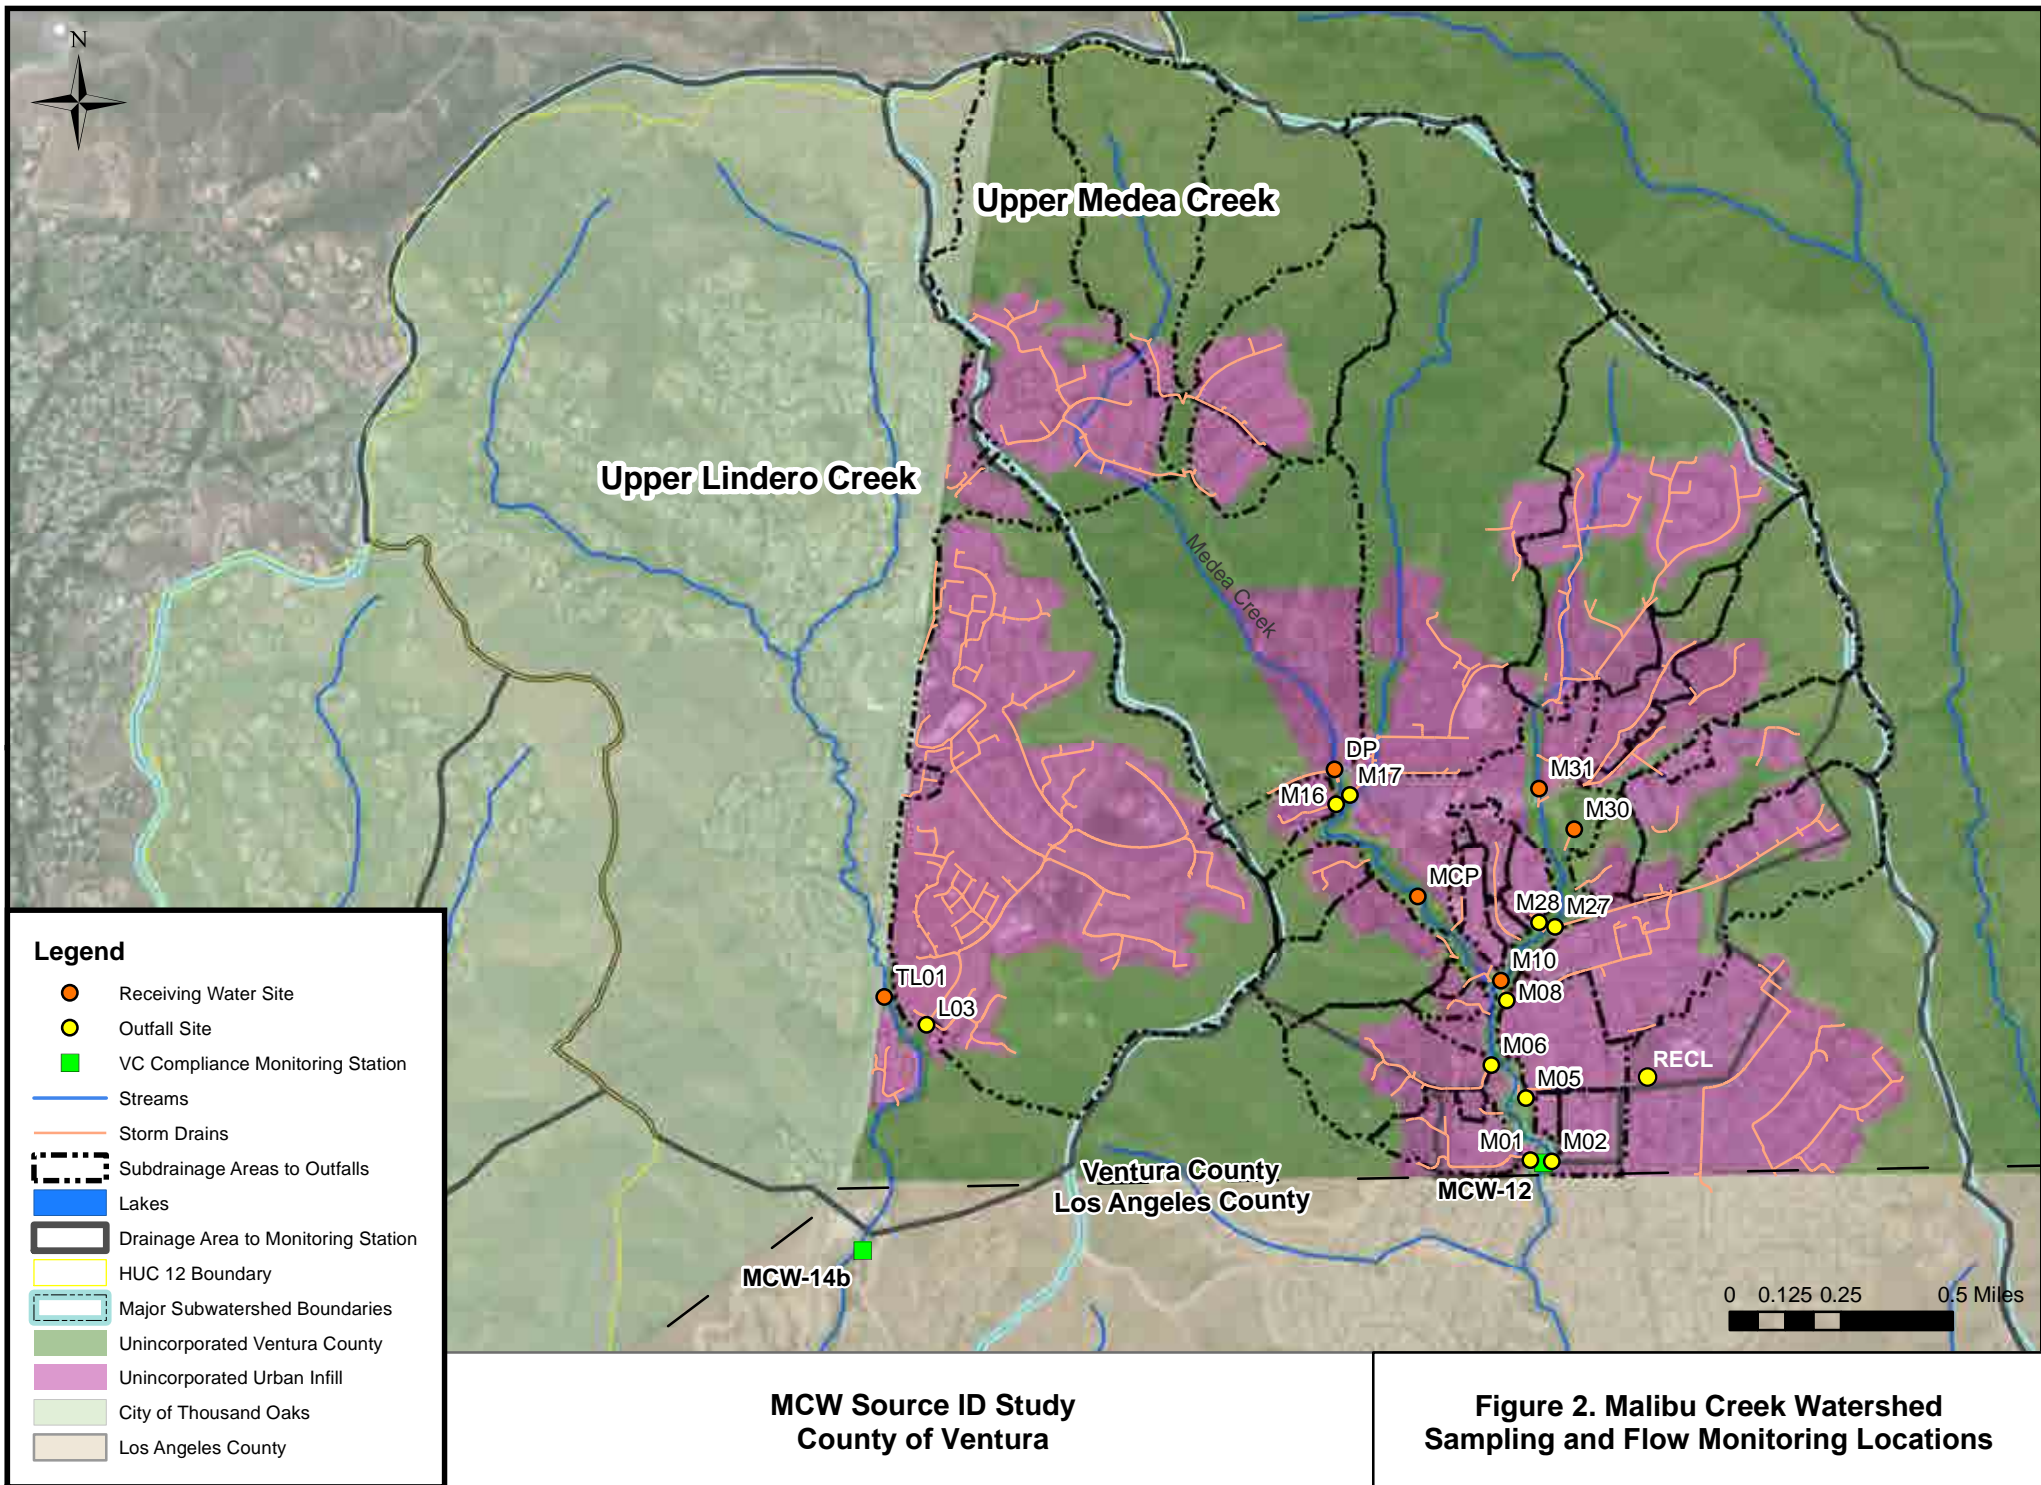 N
Upper Medea Creek
Upper Lindero Creek
Medea Creek
DP
M17
M16
M31
M30
MCP
M28
M27
M10
M08
TL01
L03
M06
M05
RECL
M01
M02
MCW-12
Ventura County
Los Angeles County
MCW-14b
0 0.125 0.25 0.5 Miles
Legend
Receiving Water Site
Outfall Site
VC Compliance Monitoring Station
Streams
Storm Drains
Subdrainage Areas to Outfalls
Lakes
Drainage Area to Monitoring Station
HUC 12 Boundary
Major Subwatershed Boundaries
Unincorporated Ventura County
Unincorporated Urban Infill
City of Thousand Oaks
Los Angeles County
MCW Source ID Study
County of Ventura
Figure 2. Malibu Creek Watershed
Sampling and Flow Monitoring Locations